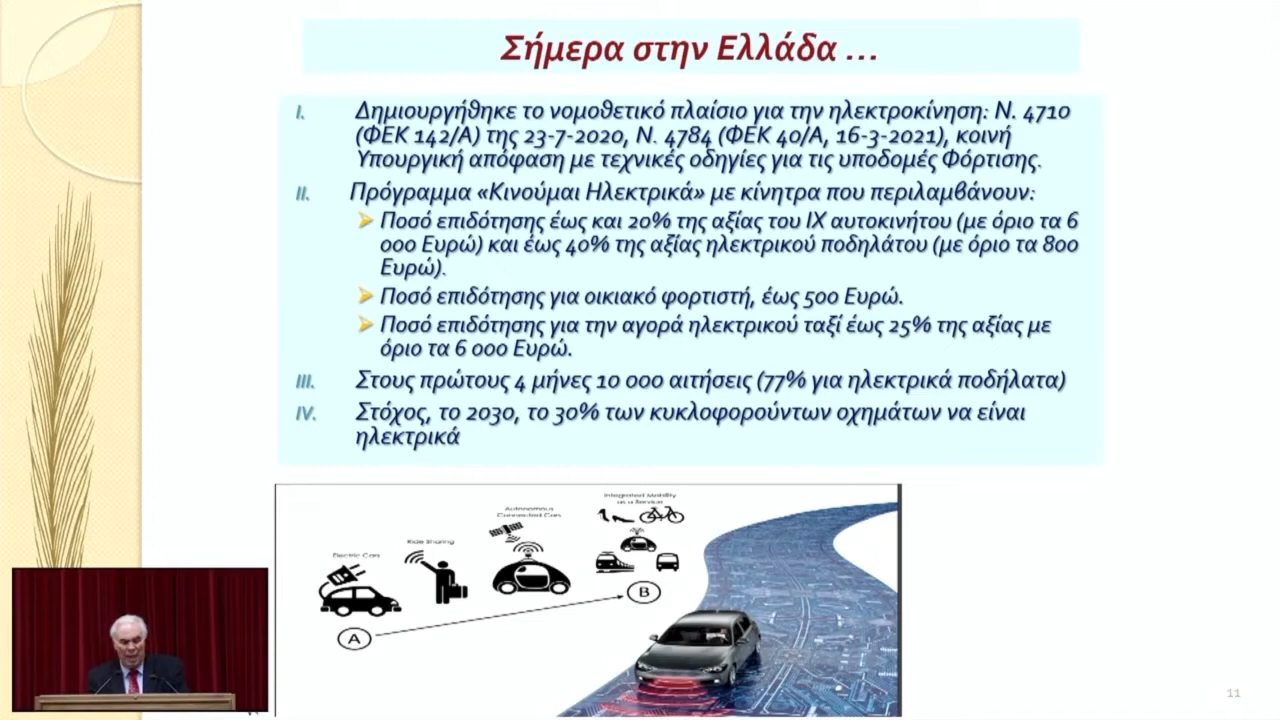 Σήμερα στην Ελλάδα ...
I. Δημιουργήθηκε το νομοθετικό πλαίσιο για την ηλεκτροκίνηση: Ν. 4710
(ΦΕΚ 142/Α) της 23-7-2020, Ν. 4784 (ΦΕΚ 40/Α, 16-3-2021), κοινή
Υπουργική απόφαση με τεχνικές οδηγίες για τις υποδομές Φόρτισης.
II. Πρόγραμμα «Κινούμαι Ηλεκτρικά» με κίνητρα που περιλαμβάνουν:
Ποσό επιδότησης έως και 20% της αξίας του ΙΧ αυτοκινήτου (με όριο τα 6
000 Ευρώ) και έως 40% της αξίας ηλεκτρικού ποδηλάτου (με όριο τα 800
Ευρώ).
Ποσό επιδότησης για οικιακό φορτιστή, έως 500 Ευρώ.
Ποσό επιδότησης για την αγορά ηλεκτρικού ταξί έως 25% της αξίας με
όριο τα 6 000 Ευρώ.
III. Στους πρώτους 4 μήνες 10 000 αιτήσεις (77% για ηλεκτρικά ποδήλατα)
IV. Στόχος, το 2030, το 30% των κυκλοφορούντων οχημάτων να είναι
ηλεκτρικά
Integrated Mobility
as a Service
Autonomous
Connected Cars
Ride Sharing
Electric Cars
B
A
11